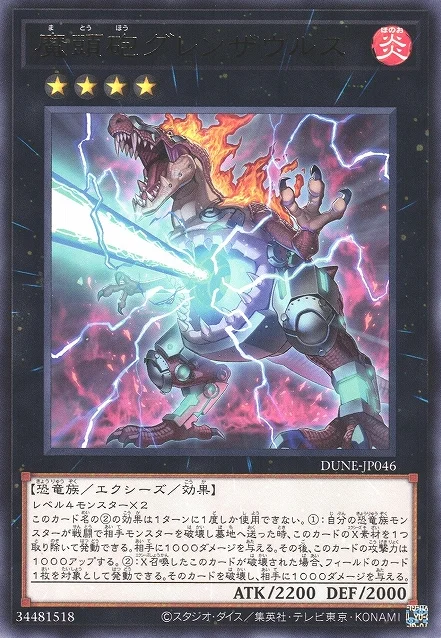 魔頭砲グレンザウルス
まとうほう
炎
ほのお
DUNE-JP046
【恐竜族/エクシーズ/効果】
レベル4モンスター×2
このカード名の②の効果は1ターンに1度しか使用できない。①:自分の恐竜族モン
スターが戦闘で相手モンスターを破壊し墓地へ送った時、このカードのX素材を1つ
取り除いて発動できる。相手に1000ダメージを与える。その後、このカードの攻撃力は
1000アップする。②:X召喚したこのカードが破壊された場合、フィールドのカード
1枚を対象として発動できる。そのカードを破壊し、相手に1000ダメージを与える。
ATK/2200 DEF/2000
34481518
©スタジオ・ダイス/集英社・テレビ東京・KONAMI